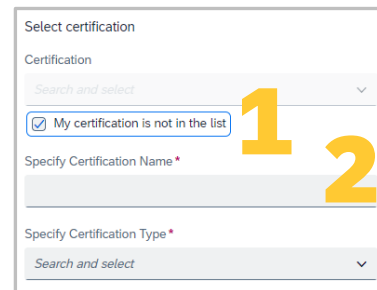 Select certification
Certification
Search and select
My certification is not in the list
1
Specify Certification Name *
2
Specify Certification Type *
Search and select